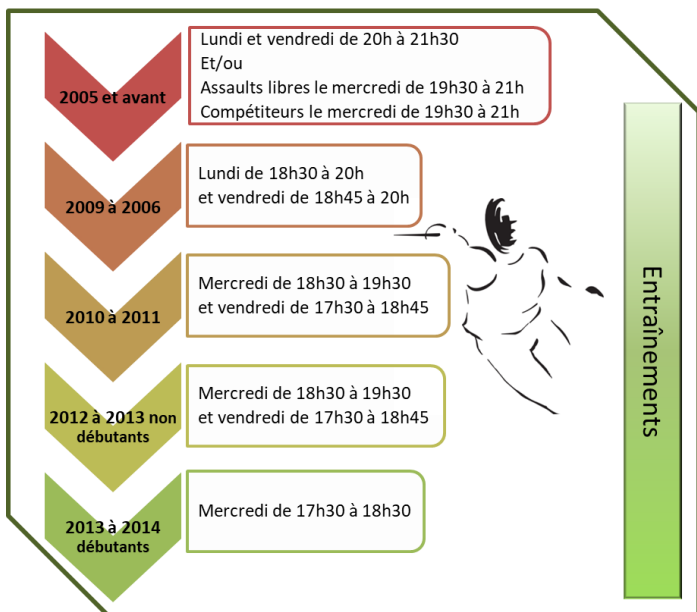 2005 et avant
Lundi et vendredi de 20h à 21h30
Et/ou
Assaults libres le mercredi de 19h30 à 21h
Compétiteurs le mercredi de 19h30 à 21h
2009 à 2006
Lundi de 18h30 à 20h
et vendredi de 18h45 à 20h
2010 à 2011
Mercredi de 18h30 à 19h30
et vendredi de 17h30 à 18h45
2012 à 2013 non
débutants
Mercredi de 18h30 à 19h30
et vendredi de 17h30 à 18h45
2013 à 2014
débutants
Mercredi de 17h30 à 18h30
Entraînements